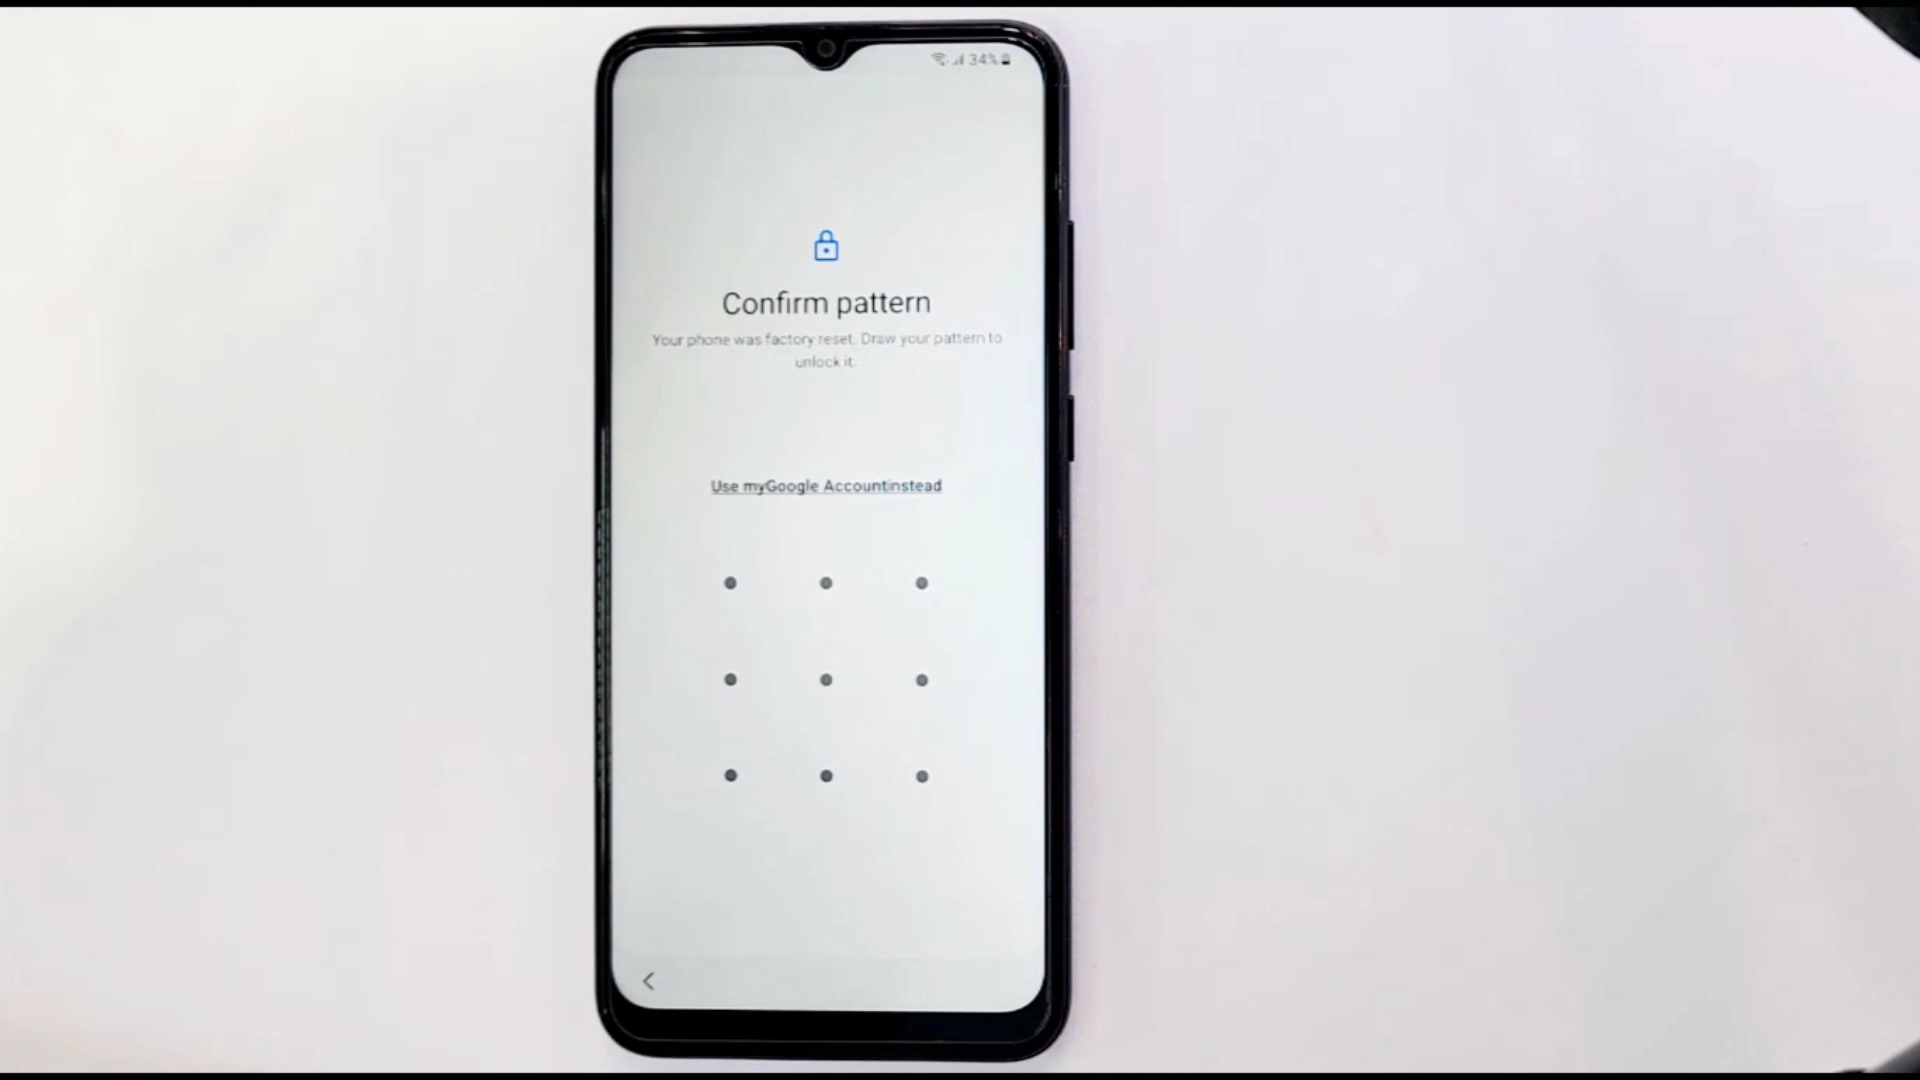 34%
Confirm pattern
Your phone was factory reset. Draw your pattern to
unlock it.
Use myGoogle Accountinstead